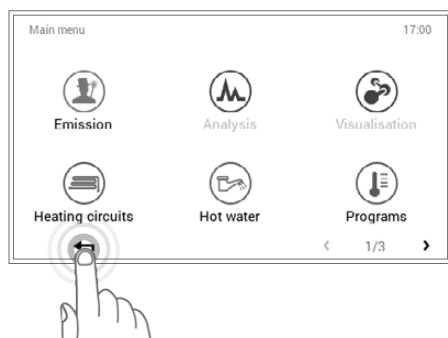 Main menu 17:00
Emission Analysis Visualisation
Heating circuits Hot water Programs
1/3